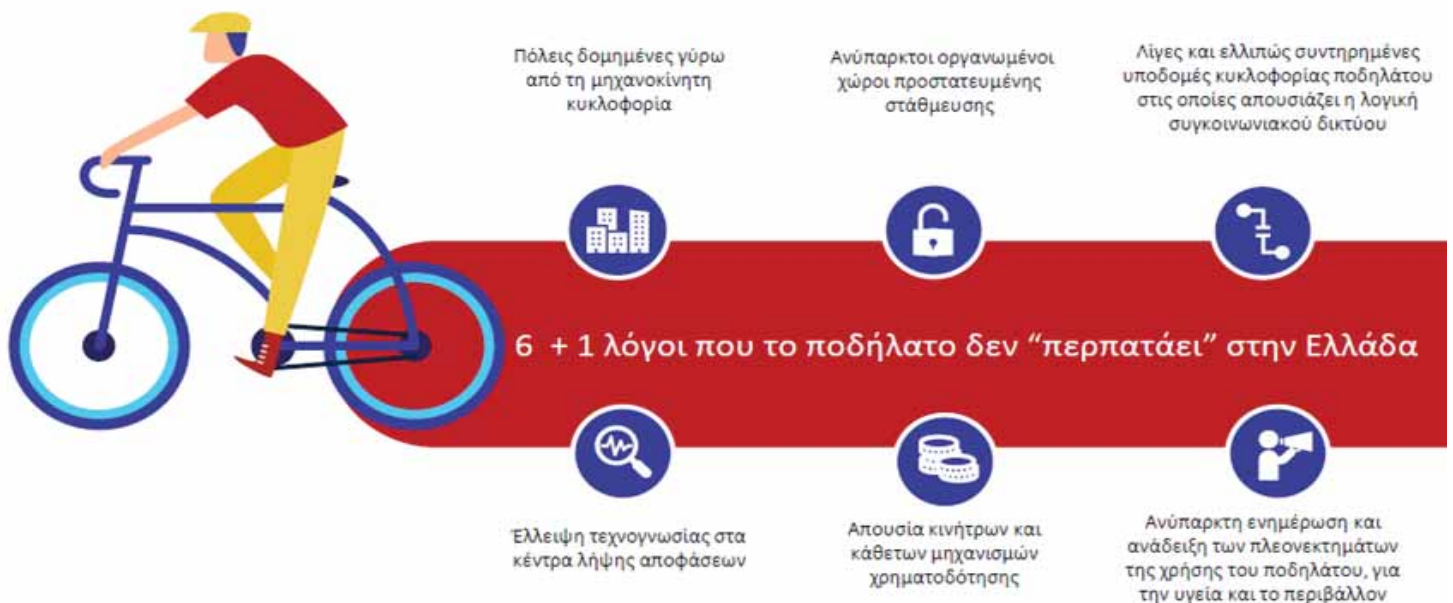 Πόλεις δομημένες γύρω
από τη μηχανοκίνητη
κυκλοφορία
Ανύπαρκτοι οργανωμένοι
χώροι προστατευμένης
στάθμευσης
Λίγες και ελλιπώς συντηρημένες
υποδομές κυκλοφορίας ποδηλάτου
στις οποίες απουσιάζει η λογική
συγκοινωνιακού δικτύου
6 + 1 λόγοι που το ποδήλατο δεν “περπατάει” στην Ελλάδα
Έλλειψη τεχνογνωσίας στα
κέντρα λήψης αποφάσεων
Απουσία κινήτρων και
κάθετων μηχανισμών
χρηματοδότησης
Ανύπαρκτη ενημέρωση και
ανάδειξη των πλεονεκτημάτων
της χρήσης του ποδηλάτου, για
την υγεία και το περιβάλλον